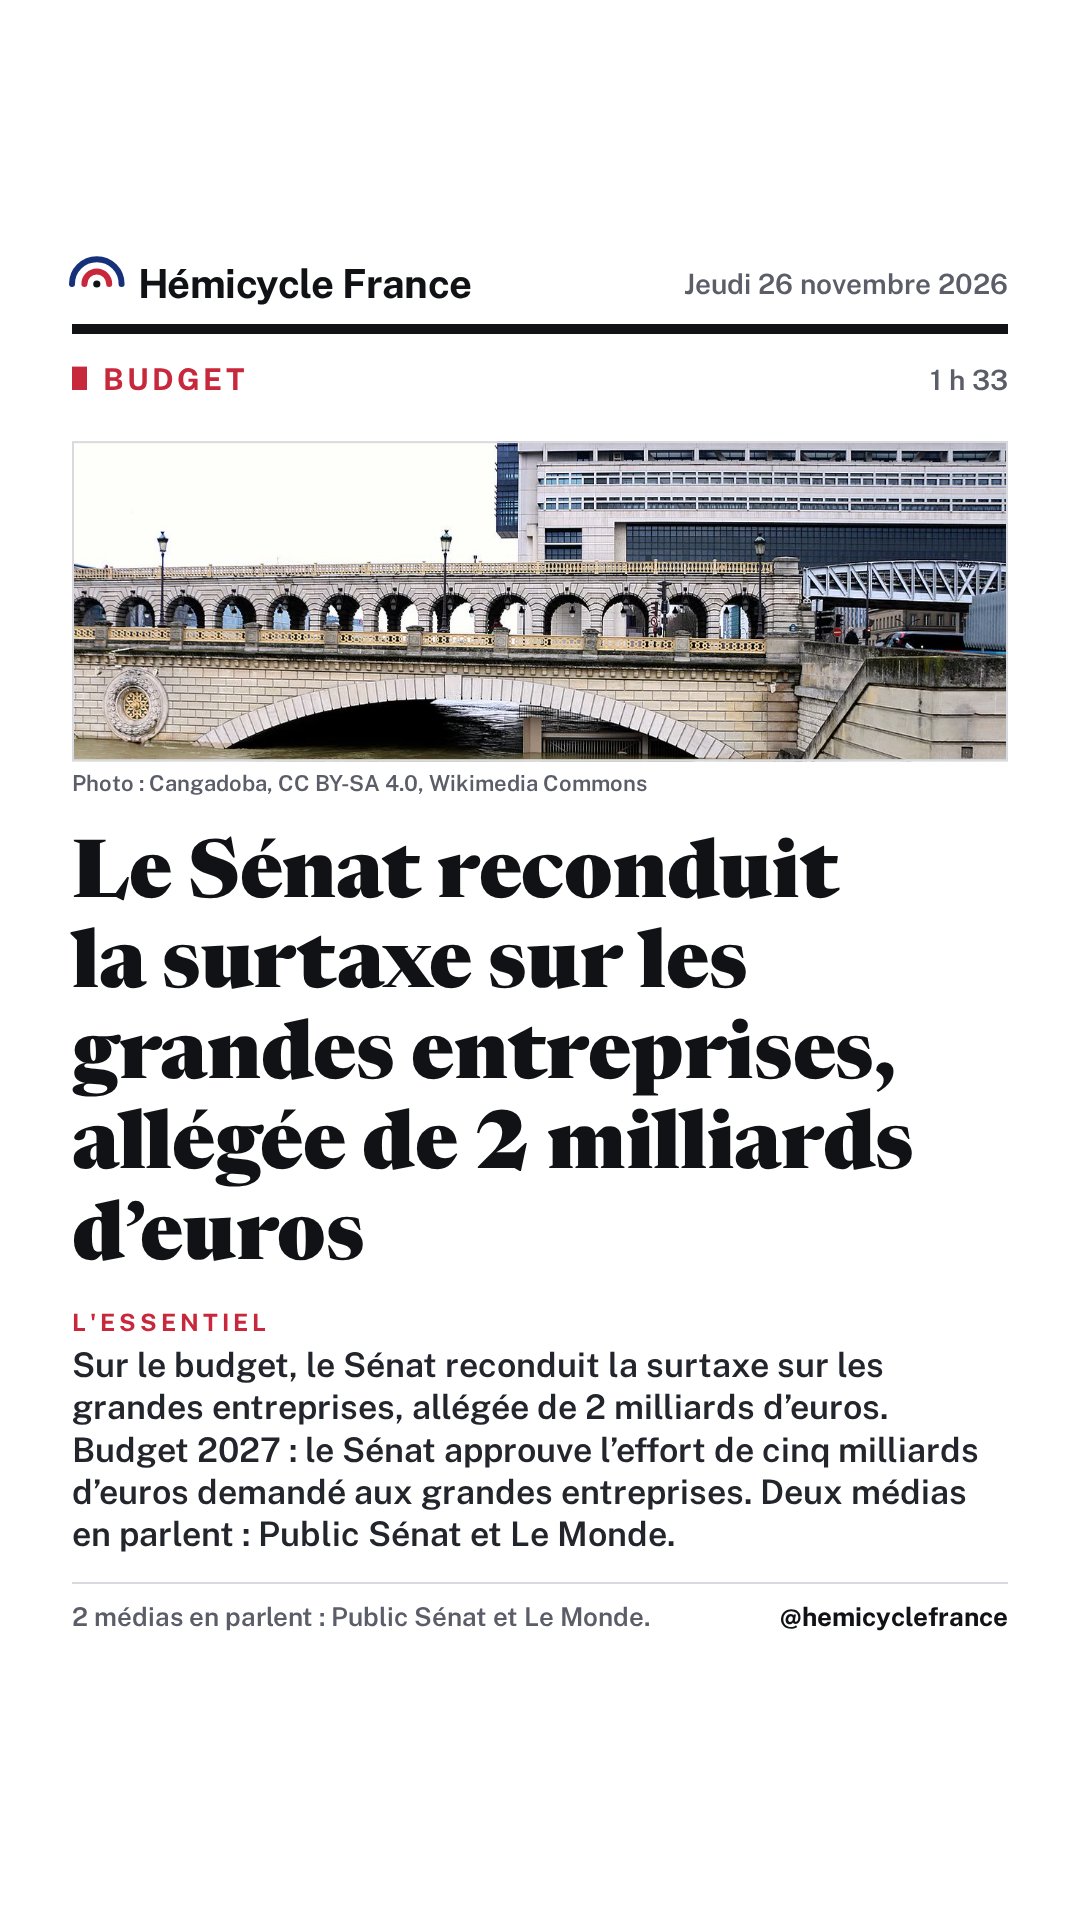 Hémicycle France
Jeudi 26 novembre 2026
BUDGET
1 h 33
Photo : Cangadoba, CC BY-SA 4.0, Wikimedia Commons
Le Sénat reconduit
la surtaxe sur les
grandes entreprises,
allégée de 2 milliards
d’euros
L'ESSENTIEL
Sur le budget, le Sénat reconduit la surtaxe sur les
grandes entreprises, allégée de 2 milliards d’euros.
Budget 2027 : le Sénat approuve l’effort de cinq milliards
d’euros demandé aux grandes entreprises. Deux médias
en parlent : Public Sénat et Le Monde.
2 médias en parlent : Public Sénat et Le Monde.
@hemicyclefrance